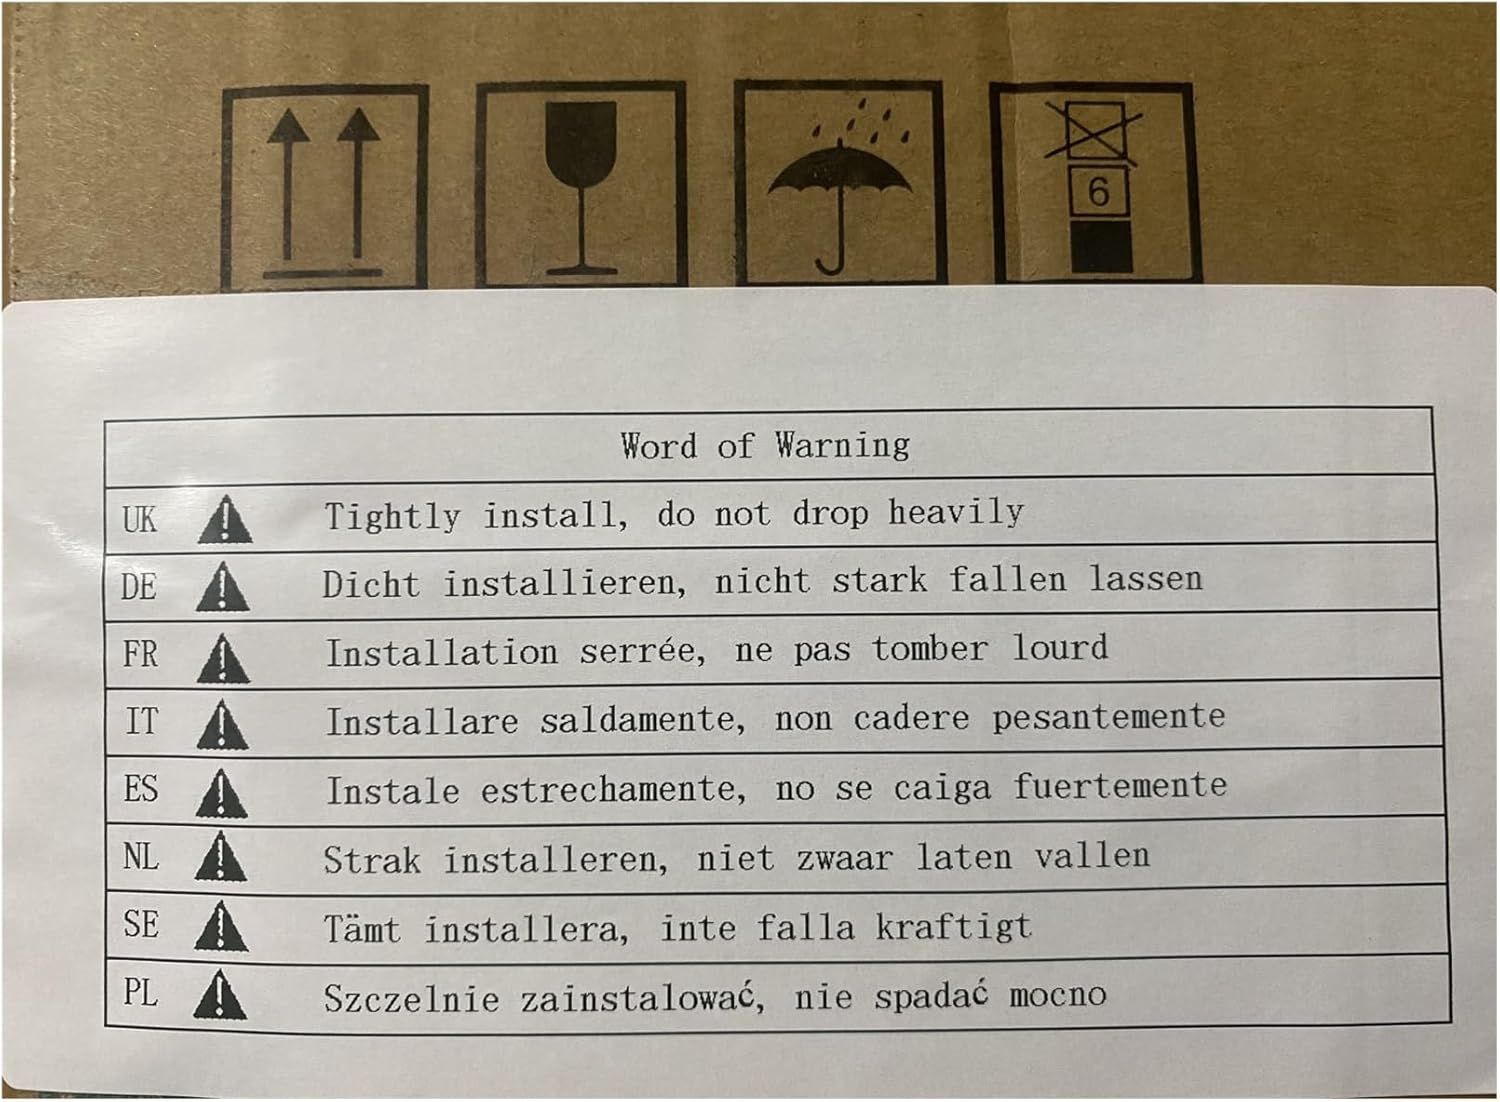 6
Word of Warning
UK Tightly install, do not drop heavily
DE Dicht installieren, nicht stark fallen lassen
FR Installation serrée, ne pas tomber lourd
IT Installare saldamente, non cadere pesantemente
ES Instale estrechamente, no se caiga fuertemente
NL Strak installeren, niet zwaar laten vallen
SE Tämt installera, inte falla kraftigt
PL Szczelnie zainstalować, nie spadać mocno